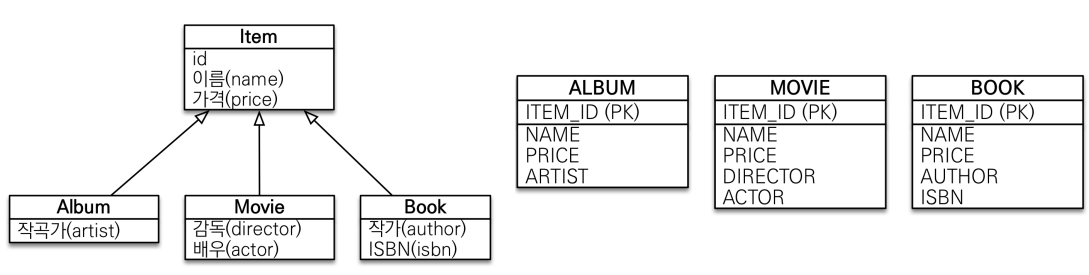 Item
id
이름(name)
가격(price)
Album
작곡가(artist)
Movie
감독(director)
배우(actor)
Book
작가(author)
ISBN(isbn)
ALBUM
ITEM_ID (PK)
NAME
PRICE
ARTIST
MOVIE
ITEM_ID (PK)
NAME
PRICE
DIRECTOR
ACTOR
BOOK
ITEM_ID (PK)
NAME
PRICE
AUTHOR
ISBN